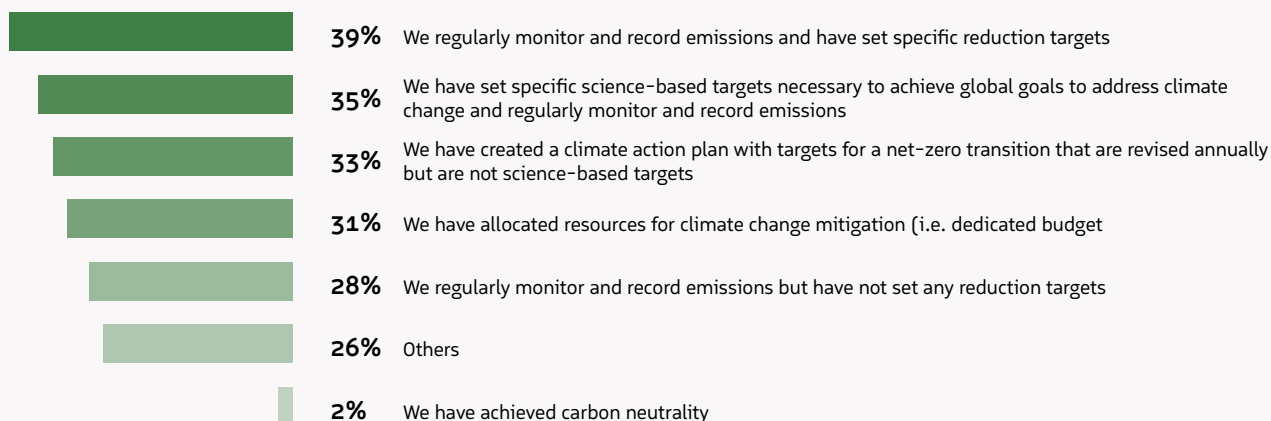 39% We regularly monitor and record emissions and have set specific reduction targets
35% We have set specific science-based targets necessary to achieve global goals to address climate
change and regularly monitor and record emissions
33% We have created a climate action plan with targets for a net-zero transition that are revised annually
but are not science-based targets
31% We have allocated resources for climate change mitigation (i.e. dedicated budget
28% We regularly monitor and record emissions but have not set any reduction targets
26% Others
2% We have achieved carbon neutrality